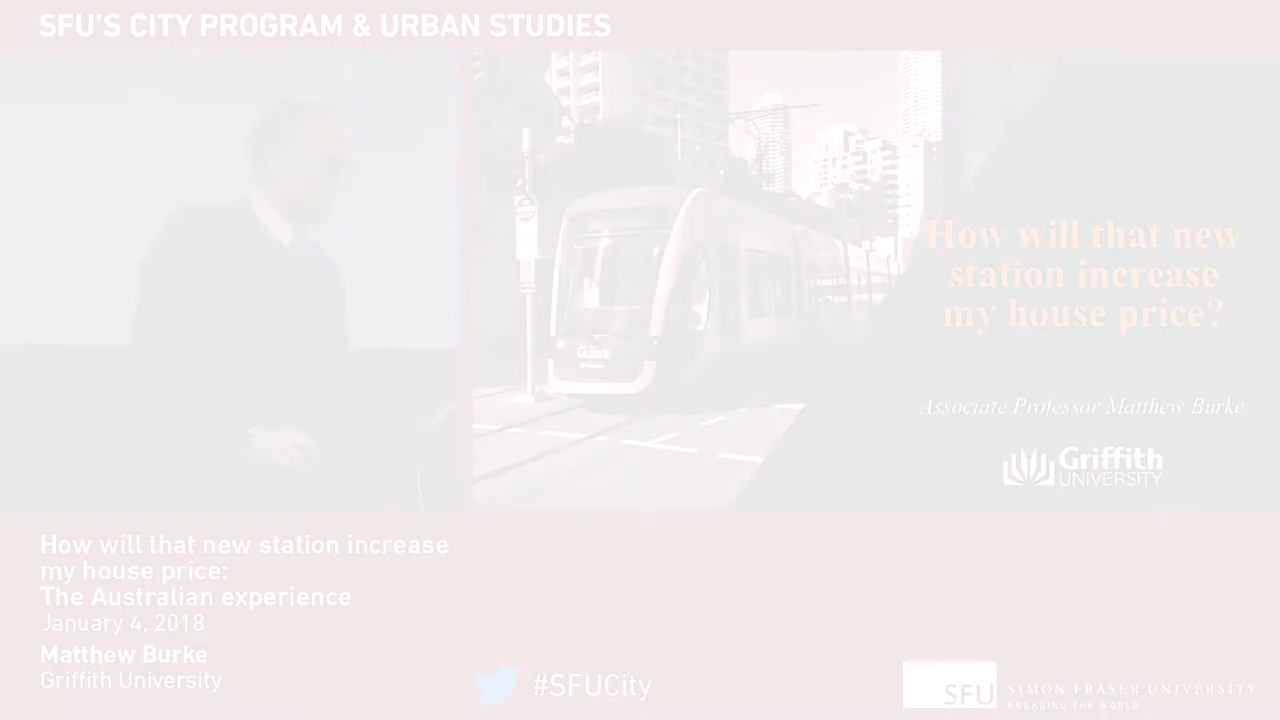 SFU'S CITY PROGRAM & URBAN STUDIES
How will that new
station increase
my house price?
Associate Professor Matthew Burke
Griffith
UNIVERSITY
G:link
How will that new station increase
my house price:
The Australian experience
January 4, 2018
Matthew Burke
Griffith University
#SFUCity
SFU
SIMON FRASER UNIVERSITY
ENGAGING THE WORLD